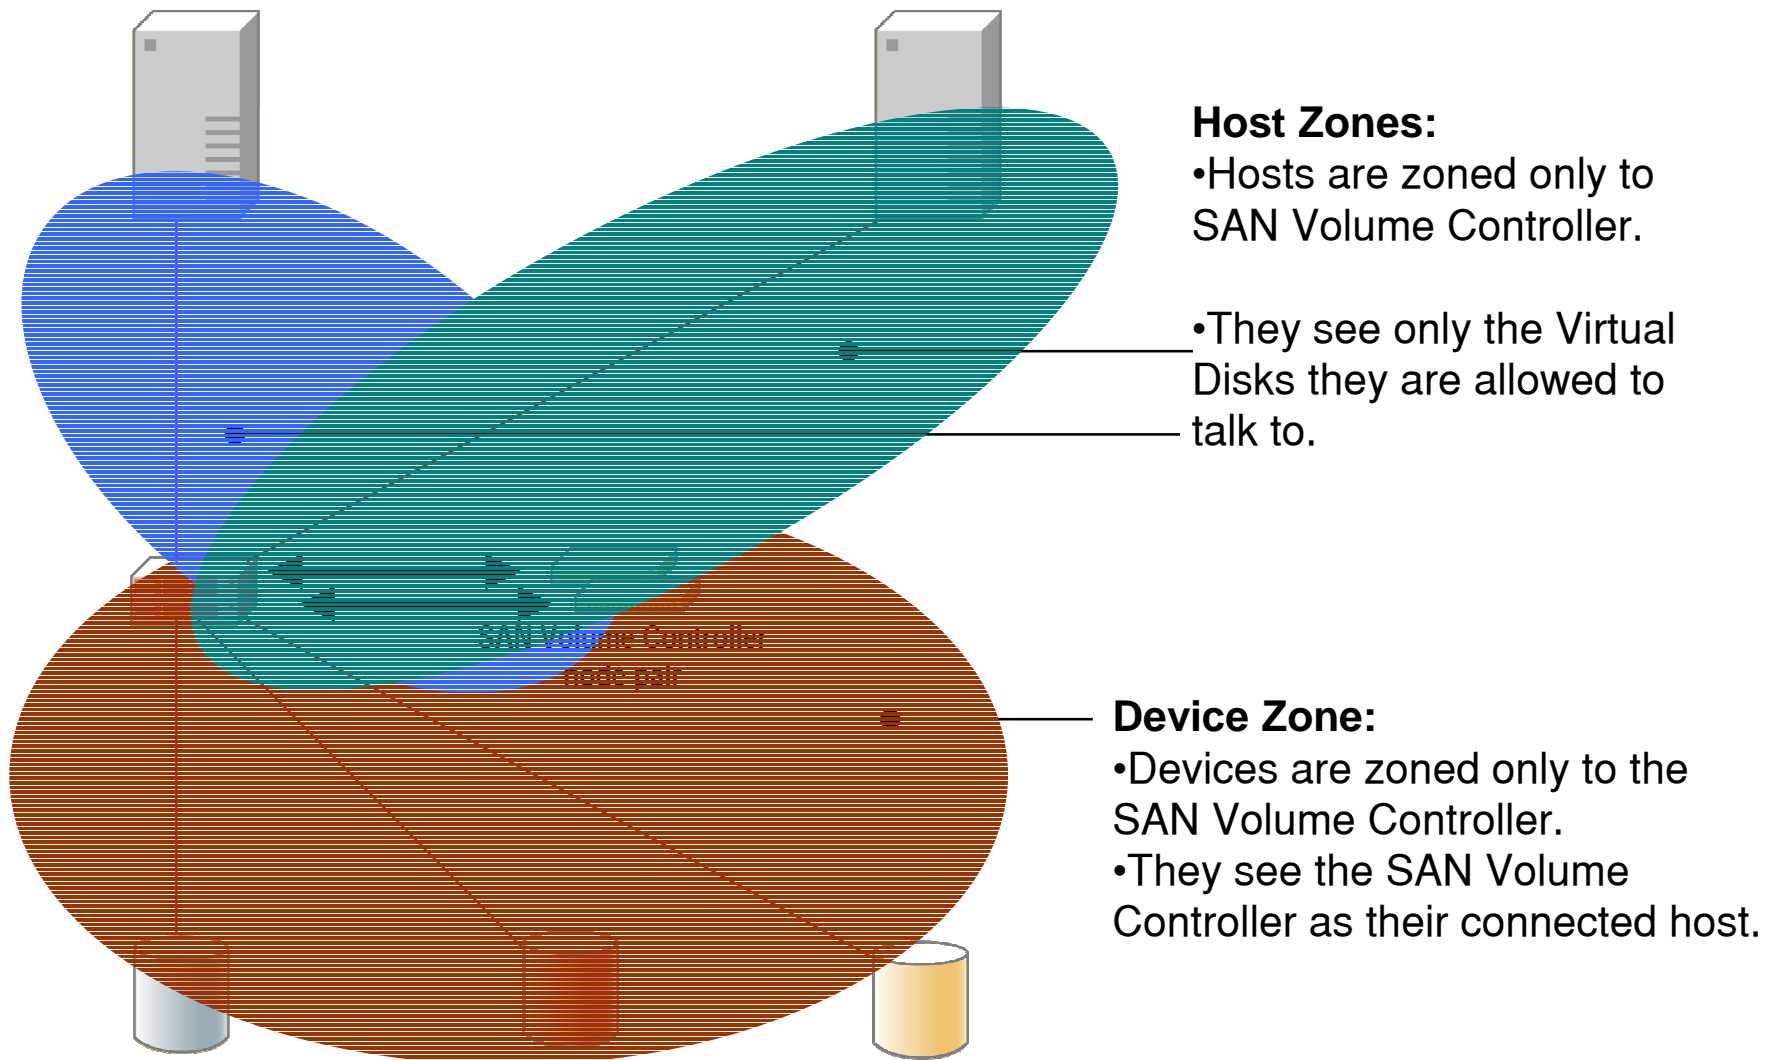 Host Zones:
•Hosts are zoned only to
SAN Volume Controller.
•They see only the Virtual
Disks they are allowed to
talk to.
SAN Volume Controller
node pair
Device Zone:
•Devices are zoned only to the
SAN Volume Controller.
•They see the SAN Volume
Controller as their connected host.